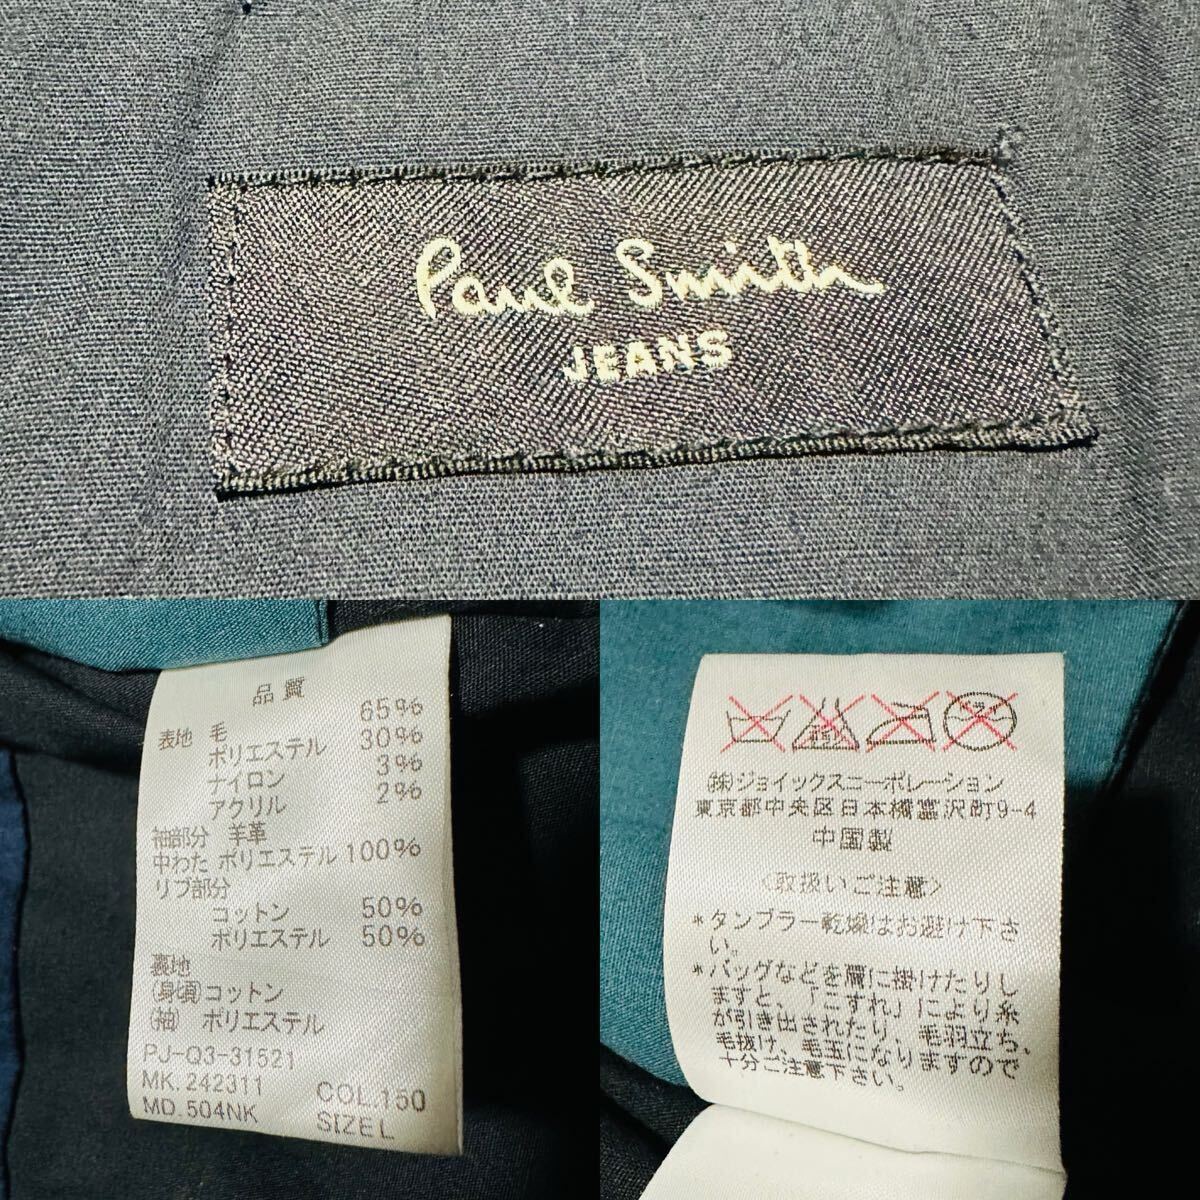 Paul Smith
JEANS
品質
表地 毛 65%
ポリエステル 30%
ナイロン 3%
アクリル 2%
袖部分 羊革
中わた ポリエステル 100%
リブ部分
コットン 50%
ポリエステル 50%
裏地
(身頃) コットン
(袖) ポリエステル
PJ-Q3-3152
MK. 242311 COL.150
MD. 504NK SIZE L
㈱ジョイックスコーポレーション
東京都中央区日本橋富沢町9-4
中国製
〈取扱いご注意〉
*タンブラー乾燥はお避け下さ
い。
*バッグなどを肩に掛けたりし
ますと、「こすれ」により糸
が引き出されたり、毛羽立ち、
毛抜け、毛玉になりますので
十分ご注意下さい。